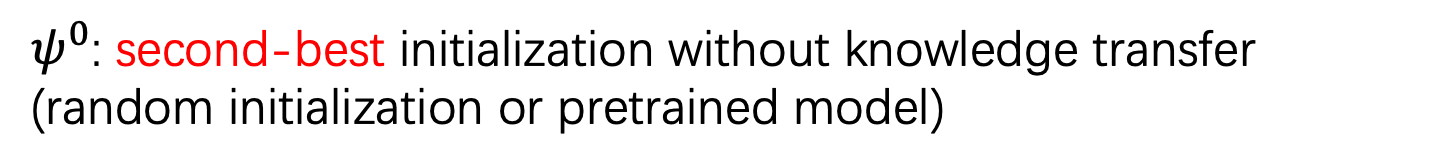 ψ⁰: second-best initialization without knowledge transfer
(random initialization or pretrained model)